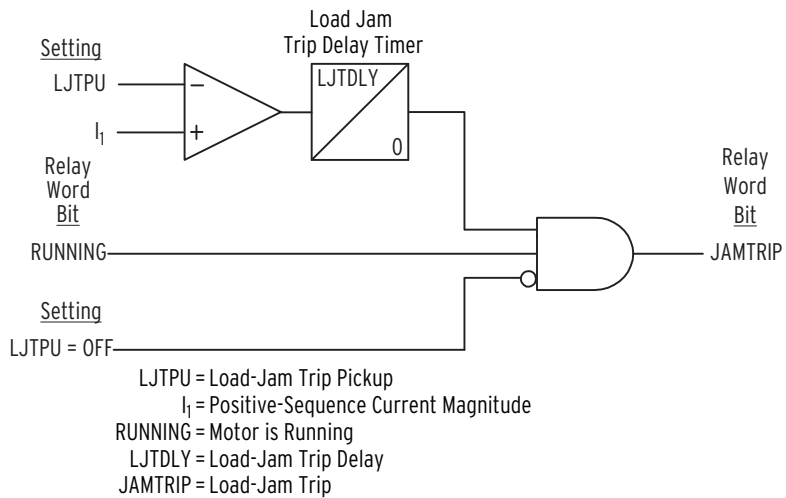 Load Jam
Trip Delay Timer
Setting
LJTPU
–
LJTDLY
I₁
+
0
Relay
Word
Bit
RUNNING
Relay
Word
Bit
JAMTRIP
Setting
LJTPU = OFF
LJTPU = Load-Jam Trip Pickup
I₁ = Positive-Sequence Current Magnitude
RUNNING = Motor is Running
LJTDLY = Load-Jam Trip Delay
JAMTRIP = Load-Jam Trip